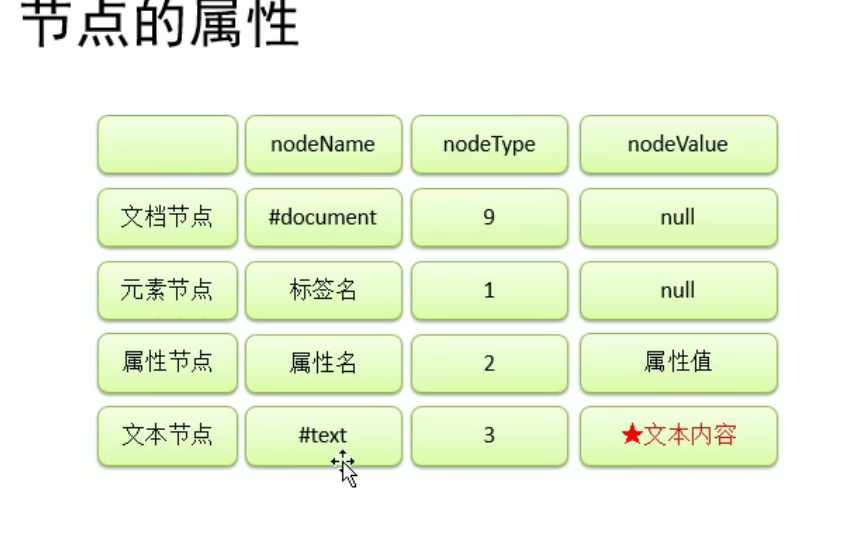 节点的属性
nodeName nodeType nodeValue
文档节点 #document 9 null
元素节点 标签名 1 null
属性节点 属性名 2 属性值
文本节点 #text 3 ★文本内容